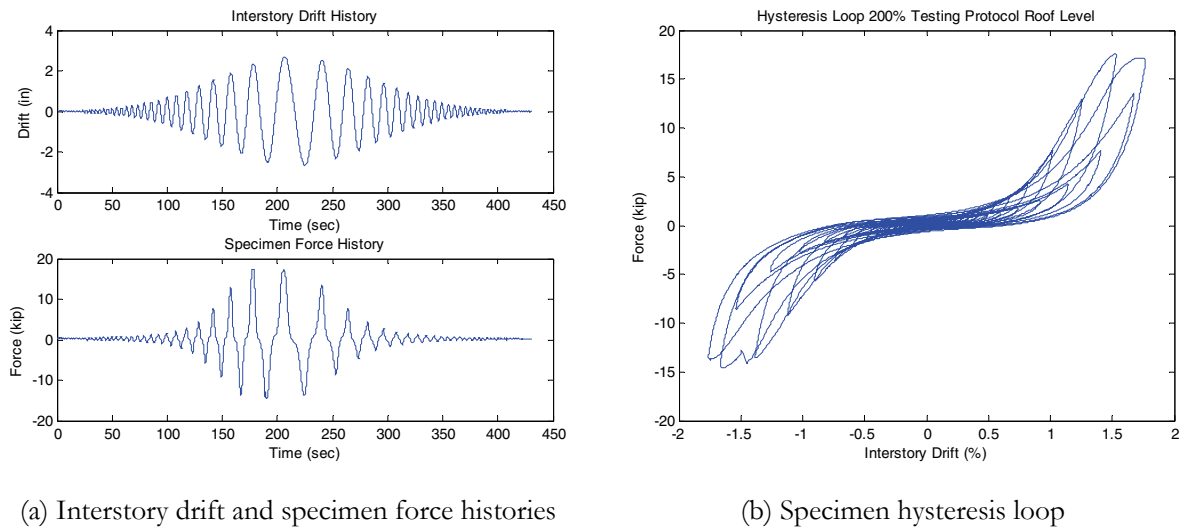 Interstory Drift History
4
2
0
-2
-4
Drift (in)
0 50 100 150 200 250 300 350 400 450
Time (sec)
Specimen Force History
20
10
0
-10
-20
Force (kip)
0 50 100 150 200 250 300 350 400 450
Time (sec)
(a) Interstory drift and specimen force histories
Hysteresis Loop 200% Testing Protocol Roof Level
20
15
10
5
0
-5
-10
-15
-20
Force (kip)
-2 -1.5 -1 -0.5 0 0.5 1 1.5 2
Interstory Drift (%)
(b) Specimen hysteresis loop